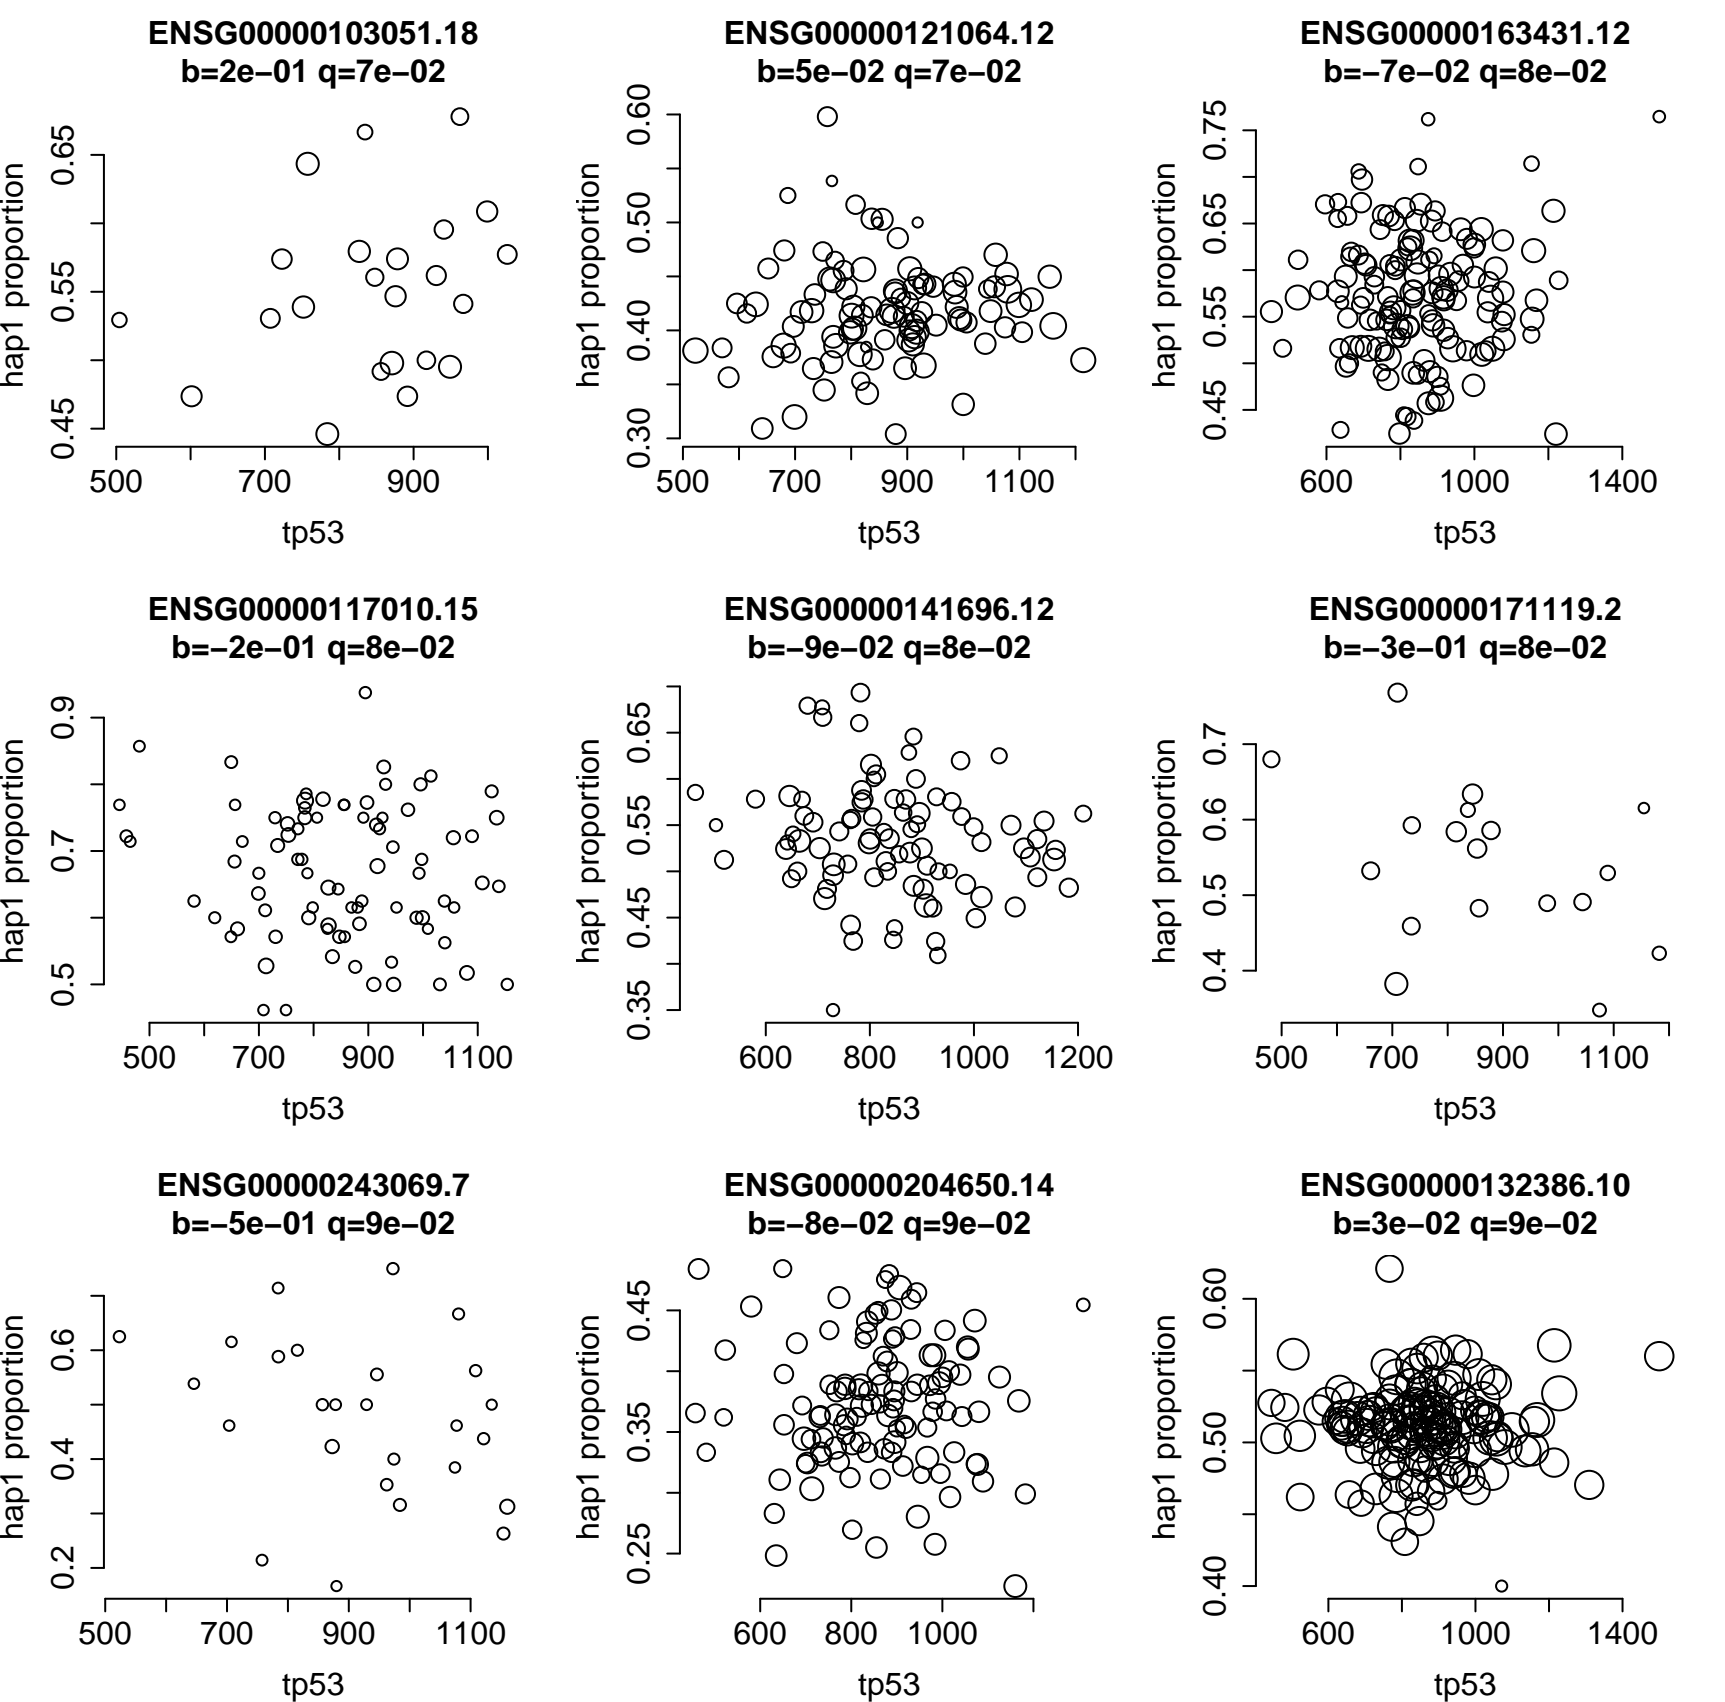 ENSG00000103051.18
b=2e−01 q=7e−02
hap1 proportion
0.45 0.55 0.65
500 700 900
tp53
ENSG00000121064.12
b=5e−02 q=7e−02
hap1 proportion
0.30 0.40 0.50 0.60
500 700 900 1100
tp53
ENSG00000163431.12
b=−7e−02 q=8e−02
hap1 proportion
0.45 0.55 0.65 0.75
600 1000 1400
tp53
ENSG00000117010.15
b=−2e−01 q=8e−02
hap1 proportion
0.5 0.7 0.9
500 700 900 1100
tp53
ENSG00000141696.12
b=−9e−02 q=8e−02
hap1 proportion
0.35 0.45 0.55 0.65
600 800 1000 1200
tp53
ENSG00000171119.2
b=−3e−01 q=8e−02
hap1 proportion
0.4 0.5 0.6 0.7
500 700 900 1100
tp53
ENSG00000243069.7
b=−5e−01 q=9e−02
hap1 proportion
0.2 0.4 0.6
500 700 900 1100
tp53
ENSG00000204650.14
b=−8e−02 q=9e−02
hap1 proportion
0.25 0.35 0.45
600 800 1000
tp53
ENSG00000132386.10
b=3e−02 q=9e−02
hap1 proportion
0.40 0.50 0.60
600 1000 1400
tp53